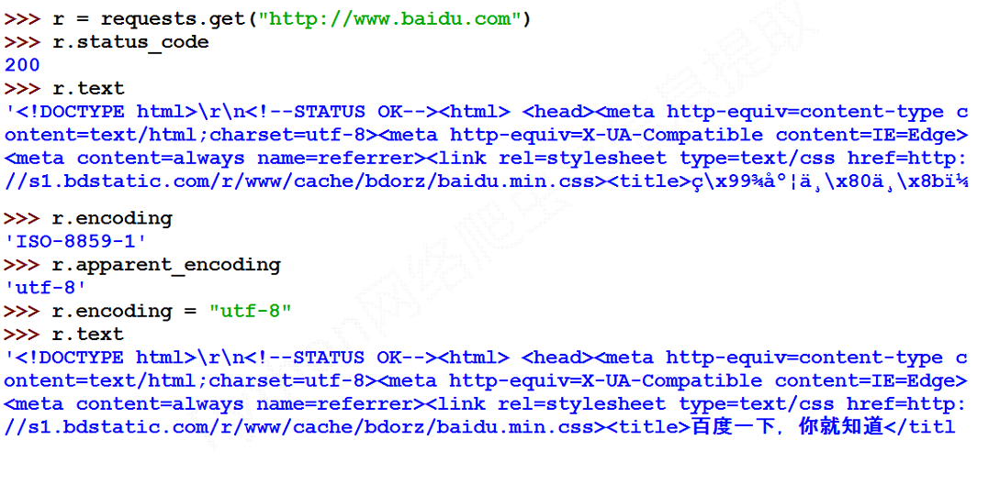 >>> r = requests.get("http://www.baidu.com")
>>> r.status_code
200
>>> r.text
'<!DOCTYPE html>\r\n<!--STATUS OK--><html> <head><meta http-equiv=content-type c
ontent=text/html;charset=utf-8><meta http-equiv=X-UA-Compatible content=IE=Edge>
<meta content=always name=referrer><link rel=stylesheet type=text/css href=http:
//s1.bdstatic.com/r/www/cache/bdorz/baidu.min.css><title>ç\x99¾åº¦ä¸\x80ä¸\x8bï¼
>>> r.encoding
'ISO-8859-1'
>>> r.apparent_encoding
'utf-8'
>>> r.encoding = "utf-8"
>>> r.text
'<!DOCTYPE html>\r\n<!--STATUS OK--><html> <head><meta http-equiv=content-type c
ontent=text/html;charset=utf-8><meta http-equiv=X-UA-Compatible content=IE=Edge>
<meta content=always name=referrer><link rel=stylesheet type=text/css href=http:
//s1.bdstatic.com/r/www/cache/bdorz/baidu.min.css><title>百度一下，你就知道</titl